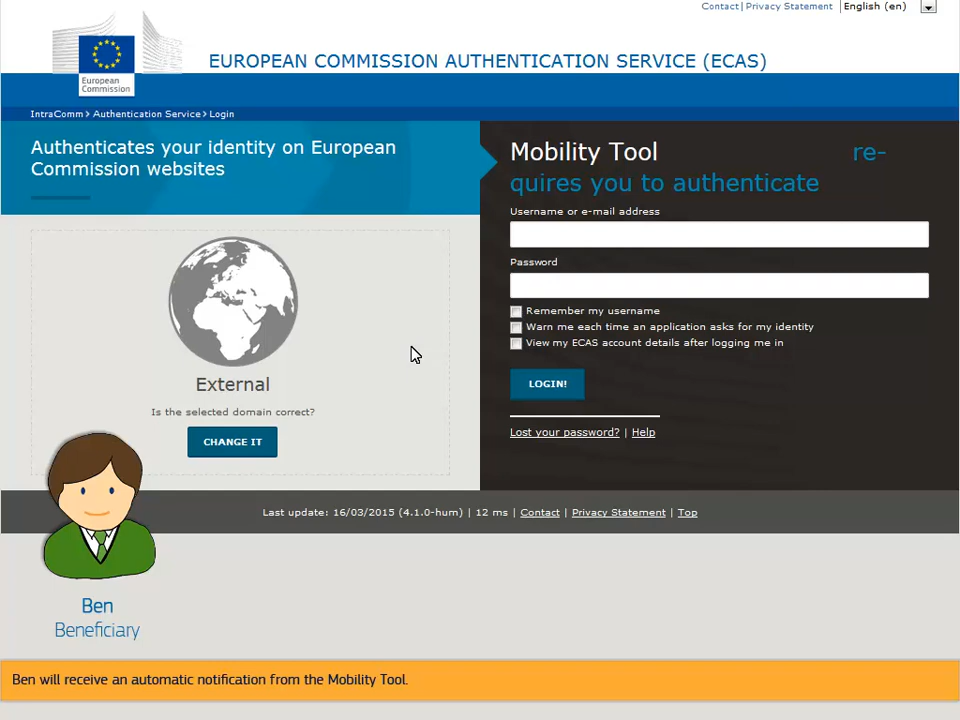 Contact | Privacy Statement English (en)
European
Commission
EUROPEAN COMMISSION AUTHENTICATION SERVICE (ECAS)
IntraComm > Authentication Service > Login
Authenticates your identity on European
Commission websites
External
Is the selected domain correct?
CHANGE IT
Mobility Tool re-
quires you to authenticate
Username or e-mail address
Password
Remember my username
Warn me each time an application asks for my identity
View my ECAS account details after logging me in
LOGIN!
Lost your password? | Help
Last update: 16/03/2015 (4.1.0-hum) | 12 ms | Contact | Privacy Statement | Top
Ben
Beneficiary
Ben will receive an automatic notification from the Mobility Tool.